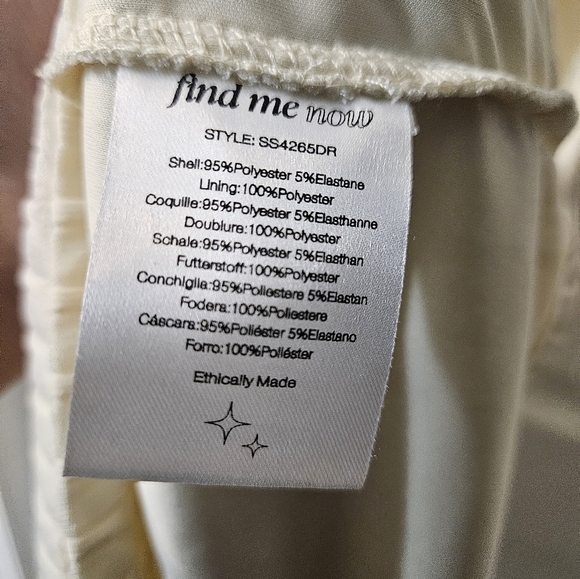 find me now
STYLE: SS4265DR
Shell:95%Polyester 5%Elastane
Lining:100%Polyester
Coquille:95%Polyester 5%Elasthanne
Doublure:100%Polyester
Schale:95%Polyester 5%Elasthan
Futterstoff:100%Polyester
Conchiglia:95%Poliestere 5%Elastan
Fodera:100%Poliestere
Cáscara:95%Poliéster 5%Elastano
Forro:100%Poliéster
Ethically Made